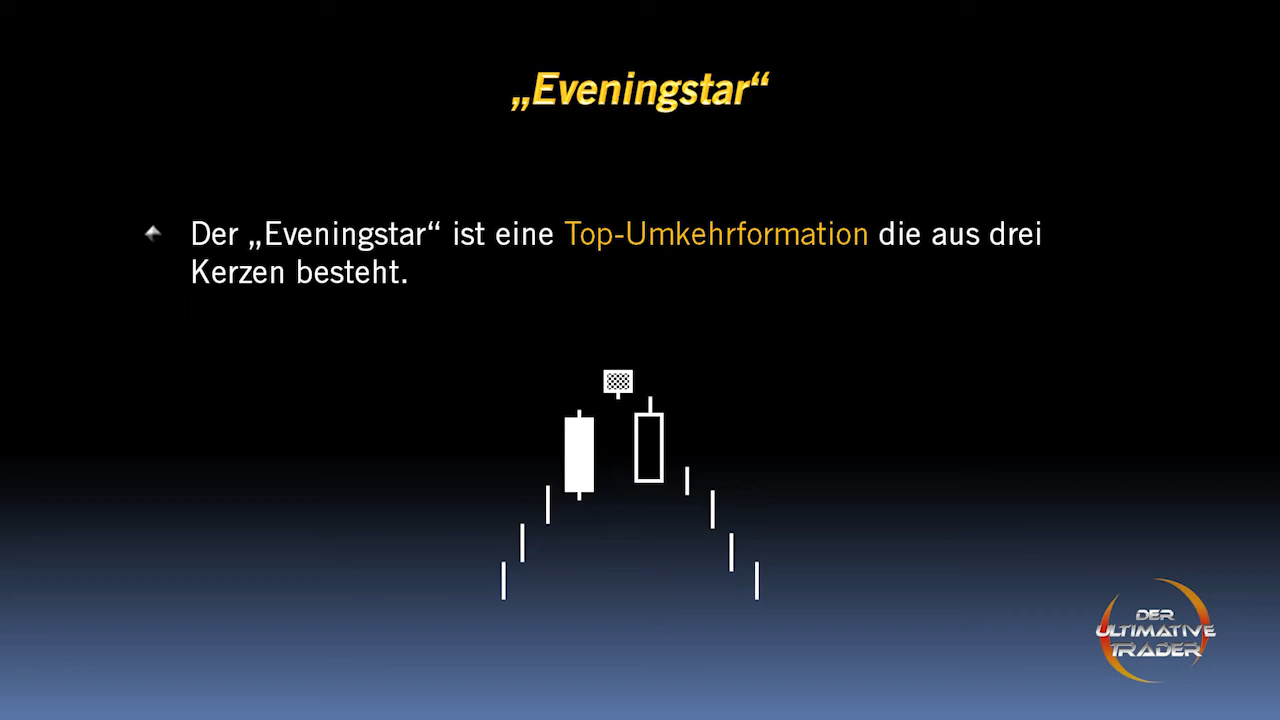 „Eveningstar“
Der „Eveningstar“ ist eine Top-Umkehrformation die aus drei
Kerzen besteht.
DER
ULTIMATIVE
TRADER